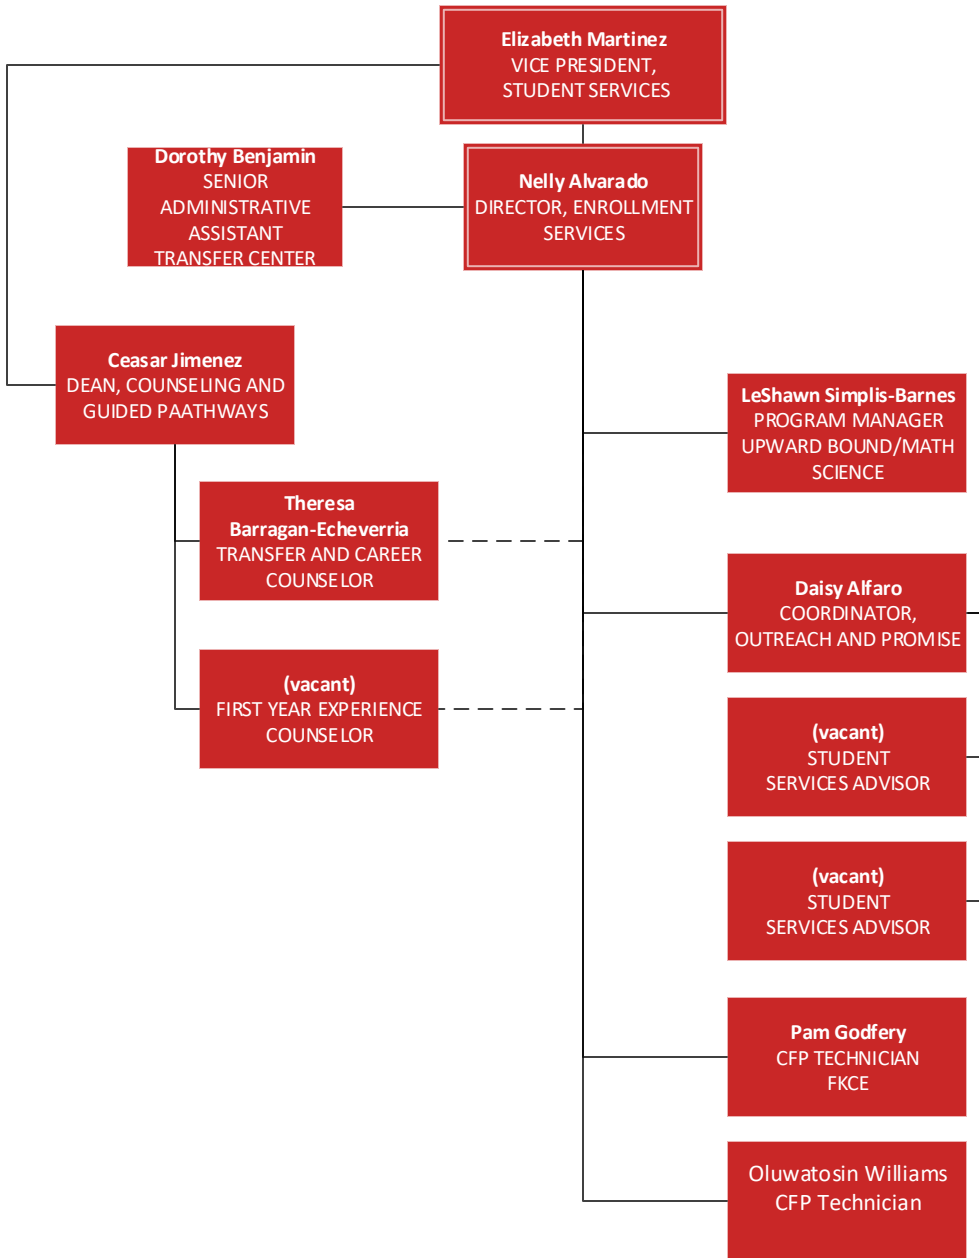 Elizabeth Martinez
VICE PRESIDENT,
STUDENT SERVICES
Dorothy Benjamin
SENIOR
ADMINISTRATIVE
ASSISTANT
TRANSFER CENTER
Nelly Alvarado
DIRECTOR, ENROLLMENT
SERVICES
Ceasar Jimenez
DEAN, COUNSELING AND
GUIDED PAATHWAYS
LeShawn Simplis-Barnes
PROGRAM MANAGER
UPWARD BOUND/MATH
SCIENCE
Theresa
Barragan-Echeverria
TRANSFER AND CAREER
COUNSELOR
Daisy Alfaro
COORDINATOR,
OUTREACH AND PROMISE
(vacant)
FIRST YEAR EXPERIENCE
COUNSELOR
(vacant)
STUDENT
SERVICES ADVISOR
(vacant)
STUDENT
SERVICES ADVISOR
Pam Godfery
CFP TECHNICIAN
FKCE
Oluwatosin Williams
CFP Technician